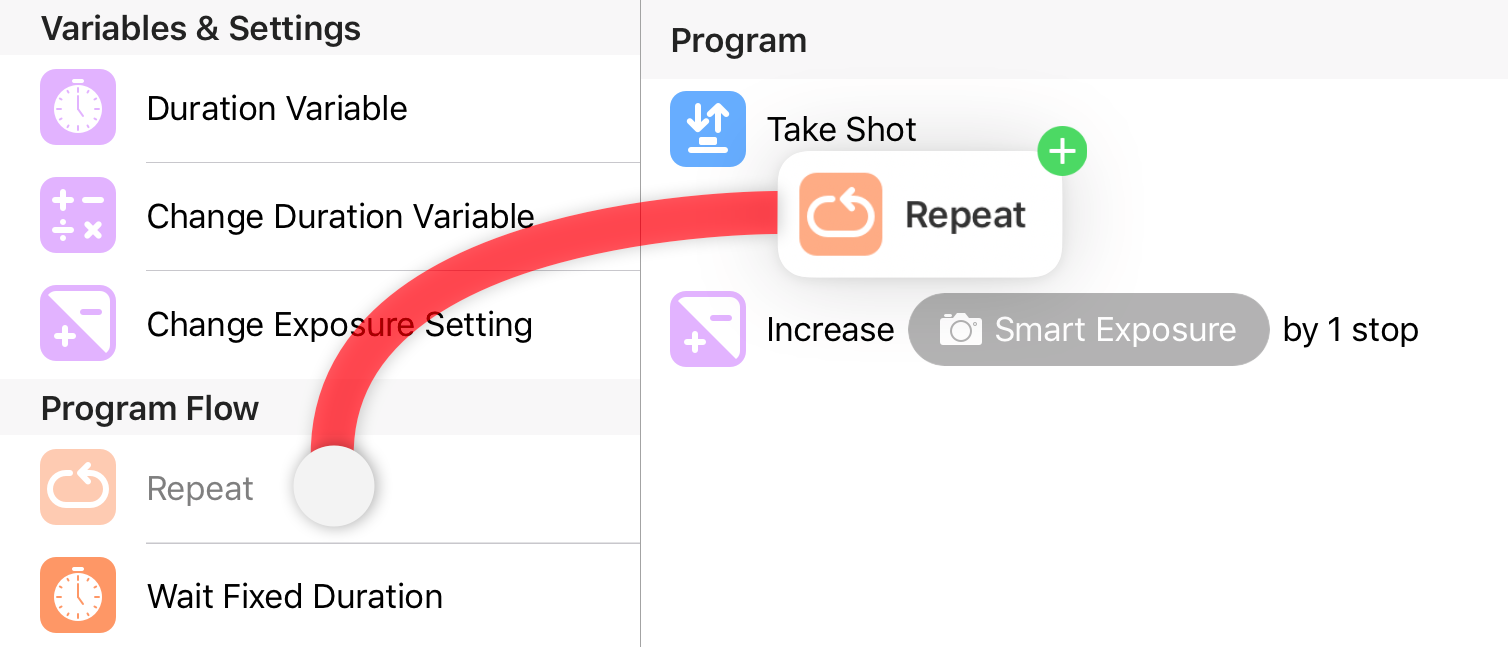 Variables & Settings
Duration Variable
Change Duration Variable
Change Exposure Setting
Program Flow
Repeat
Wait Fixed Duration
Program
Take Shot
Repeat
Increase Smart Exposure by 1 stop